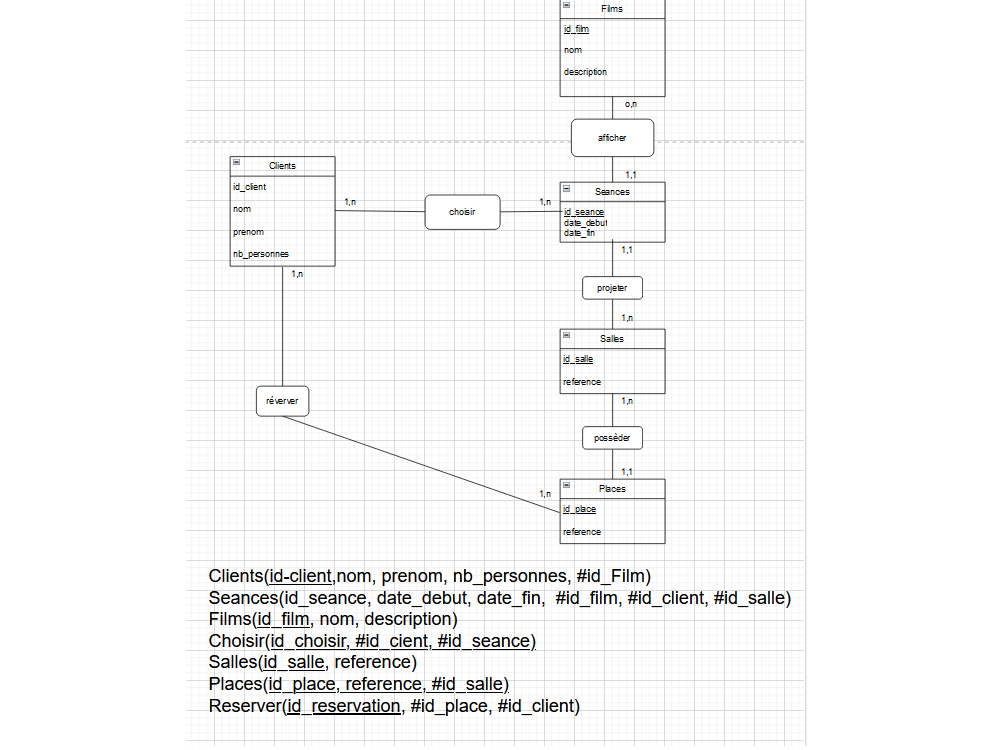 Films
id_film
nom
description
o,n
afficher
1,1
Clients
id_client
nom
prenom
nb_personnes
1,n
choisir
1,n
Seances
id_seance
date_debut
date_fin
1,1
1,n
projeter
1,n
Salles
id_salle
reference
1,n
réverver
possèder
1,1
Places
1,n
id_place
reference
Clients(id-client,nom, prenom, nb_personnes, #id_Film)
Seances(id_seance, date_debut, date_fin, #id_film, #id_client, #id_salle)
Films(id_film, nom, description)
Choisir(id_choisir, #id_cient, #id_seance)
Salles(id_salle, reference)
Places(id_place, reference, #id_salle)
Reserver(id_reservation, #id_place, #id_client)